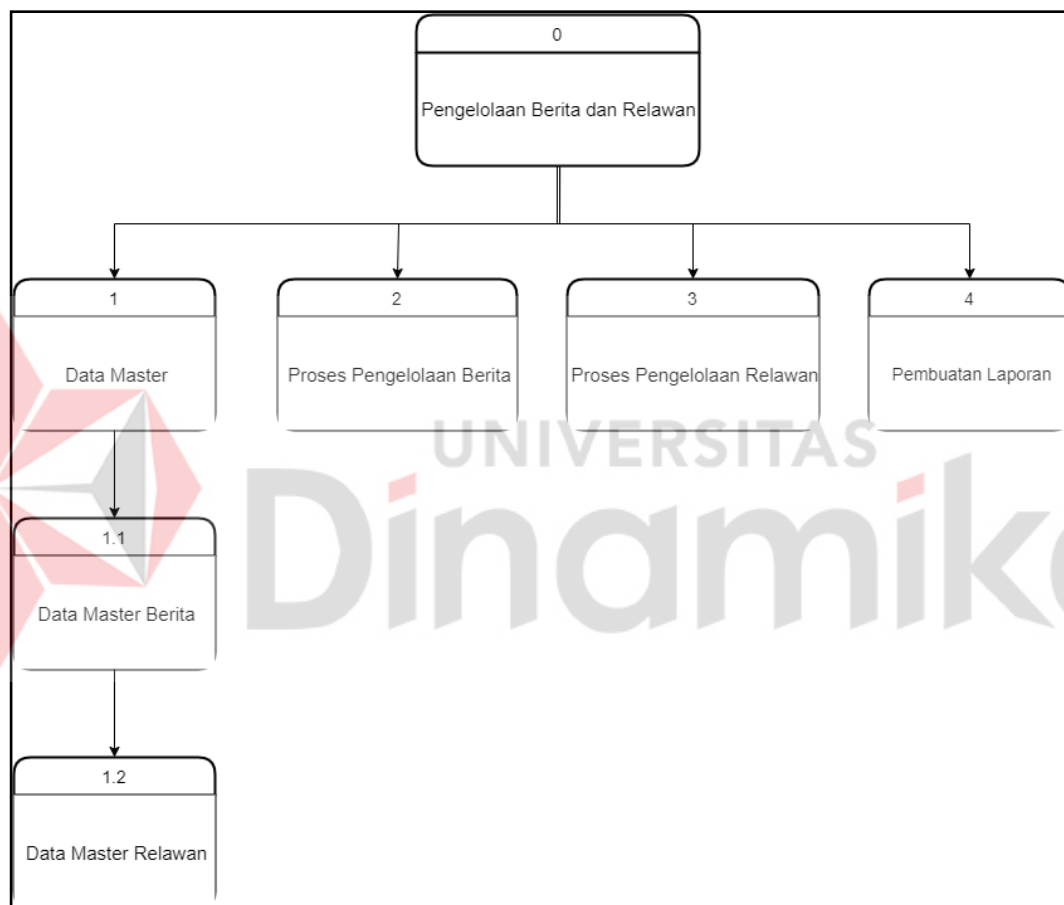 0
Pengelolaan Berita dan Relawan
1
2
3
4
Data Master
Proses Pengelolaan Berita
Proses Pengelolaan Relawan
Pembuatan Laporan
UNIVERSITAS
Dinamika
1.1
Data Master Berita
1.2
Data Master Relawan